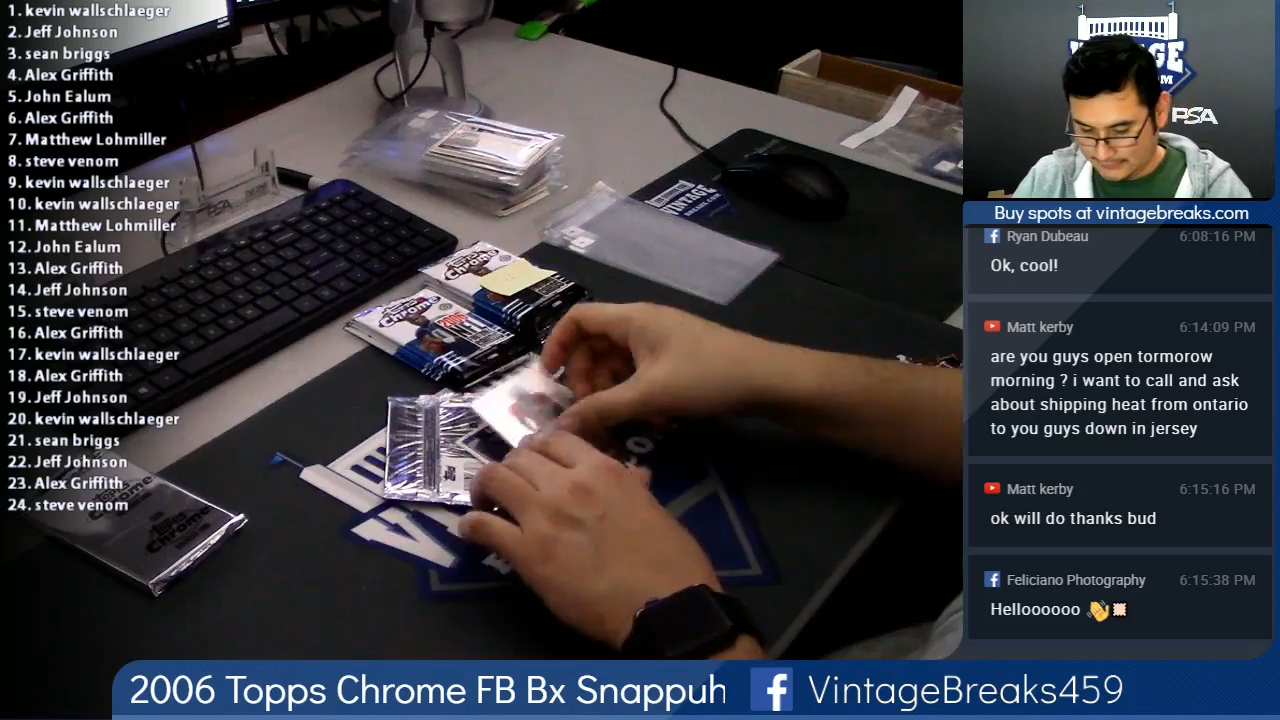 1. kevin wallschlaeger
2. Jeff Johnson
3. sean briggs
4. Alex Griffith
5. John Ealum
6. Alex Griffith
7. Matthew Lohmiller
8. steve venom
9. kevin wallschlaeger
10. kevin wallschlaeger
11. Matthew Lohmiller
12. John Ealum
13. Alex Griffith
14. Jeff Johnson
15. steve venom
16. Alex Griffith
17. kevin wallschlaeger
18. Alex Griffith
19. Jeff Johnson
20. kevin wallschlaeger
21. sean briggs
22. Jeff Johnson
23. Alex Griffith
24. steve venom
VINTAGE
Chrome
Chrome
PSA
Buy spots at vintagebreaks.com
Ryan Dubeau 6:08:16 PM
Ok, cool!
Matt kerby 6:14:09 PM
are you guys open tormorow
morning ? i want to call and ask
about shipping heat from ontario
to you guys down in jersey
Matt kerby 6:15:16 PM
ok will do thanks bud
Feliciano Photography 6:15:38 PM
Helloooooo 👋
2006 Topps Chrome FB Bx Snappuh
VintageBreaks459